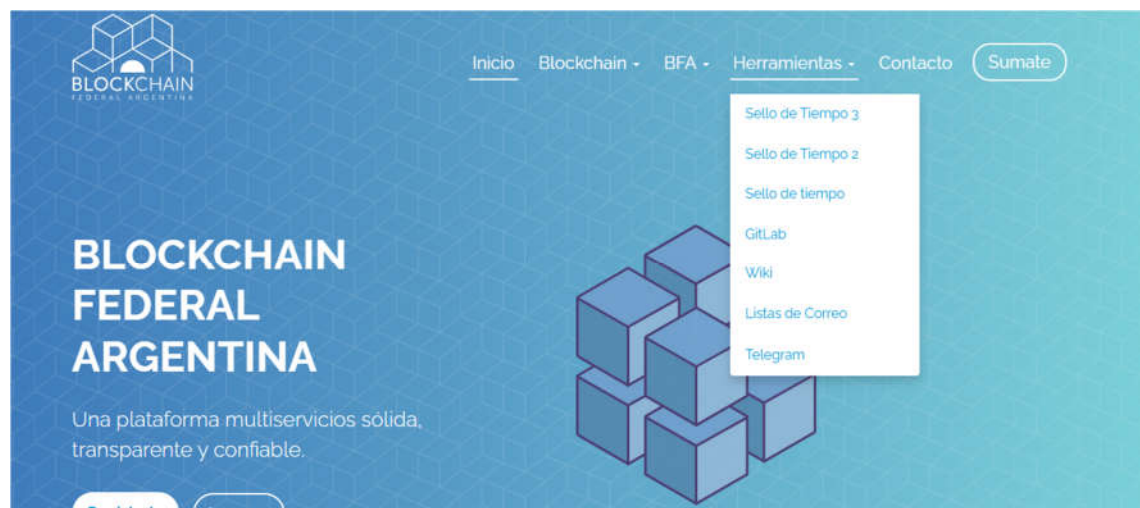 BLOCKCHAIN
FEDERAL ARGENTINA
Inicio Blockchain BFA Herramientas Contacto Sumate
Sello de Tiempo 3
Sello de Tiempo 2
Sello de tiempo
GitLab
Wiki
Listas de Correo
Telegram
BLOCKCHAIN
FEDERAL
ARGENTINA
Una plataforma multiservicios sólida,
transparente y confiable.